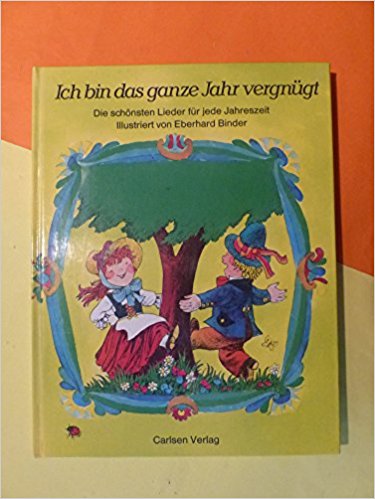 Ich bin das ganze Jahr vergnügt
Die schönsten Lieder für jede Jahreszeit
Illustriert von Eberhard Binder
Carlsen Verlag